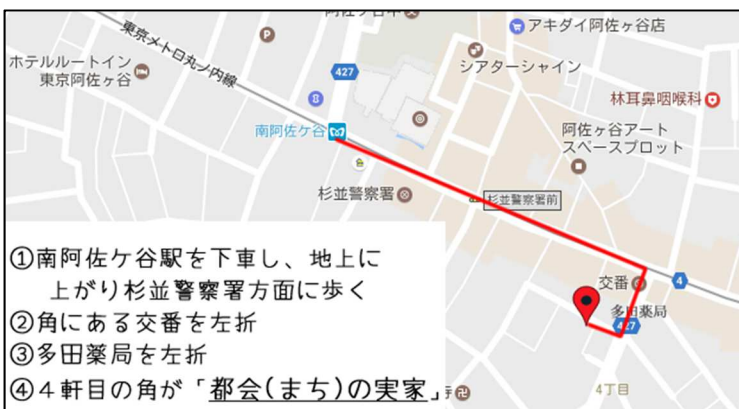 東京メトロ丸ノ内線
アキダイ阿佐ヶ谷店
ホテルルートイン
東京阿佐ヶ谷
427
シアターシャイン
林耳鼻咽喉科
南阿佐ケ谷
阿佐ヶ谷アート
スペースプロット
杉並警察署
杉並警察署前
交番
4
多田薬局
427
4丁目
①南阿佐ケ谷駅を下車し、地上に
上がり杉並警察署方面に歩く
②角にある交番を左折
③多田薬局を左折
④４軒目の角が「都会(まち)の実家」